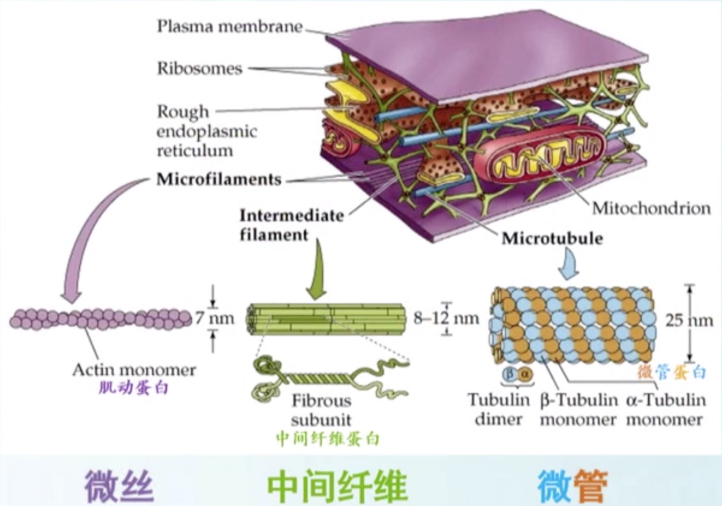 Plasma membrane
Ribosomes
Rough
endoplasmic
reticulum
Microfilaments
Intermediate
filament
Mitochondrion
Microtubule
7 nm
8–12 nm
25 nm
Actin monomer
肌动蛋白
Fibrous
subunit
中间纤维蛋白
微管蛋白
β α
Tubulin
dimer
β-Tubulin
monomer
α-Tubulin
monomer
微丝
中间纤维
微管